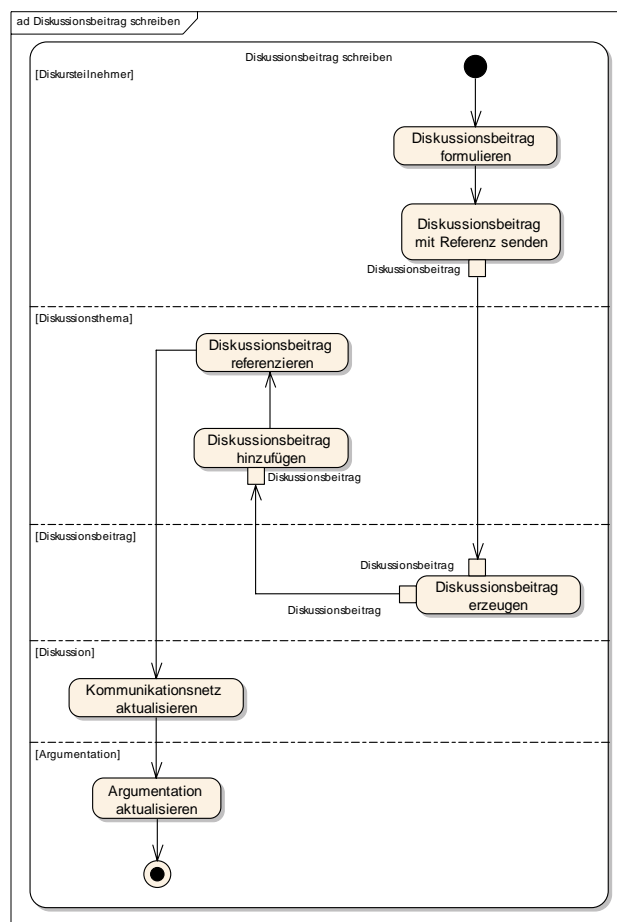 ad Diskussionsbeitrag schreiben
Diskussionsbeitrag schreiben
[Diskursteilnehmer]
Diskussionsbeitrag
formulieren
Diskussionsbeitrag
mit Referenz senden
Diskussionsbeitrag
[Diskussionsthema]
Diskussionsbeitrag
referenzieren
Diskussionsbeitrag
hinzufügen
Diskussionsbeitrag
[Diskussionsbeitrag]
Diskussionsbeitrag
Diskussionsbeitrag
erzeugen
Diskussionsbeitrag
[Diskussion]
Kommunikationsnetz
aktualisieren
[Argumentation]
Argumentation
aktualisieren